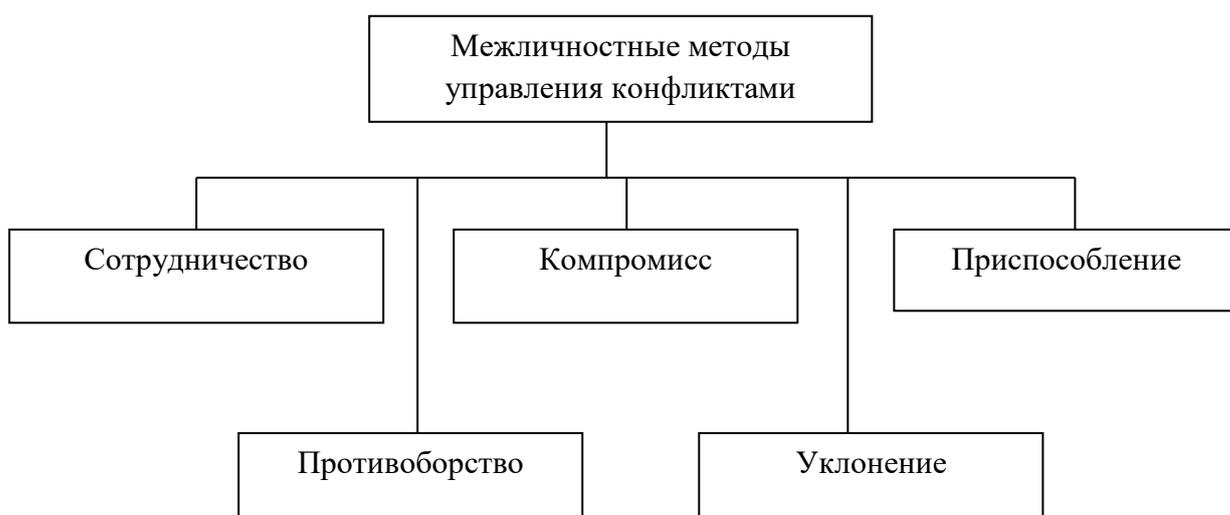 Межличностные методы
управления конфликтами
Сотрудничество
Компромисс
Приспособление
Противоборство
Уклонение